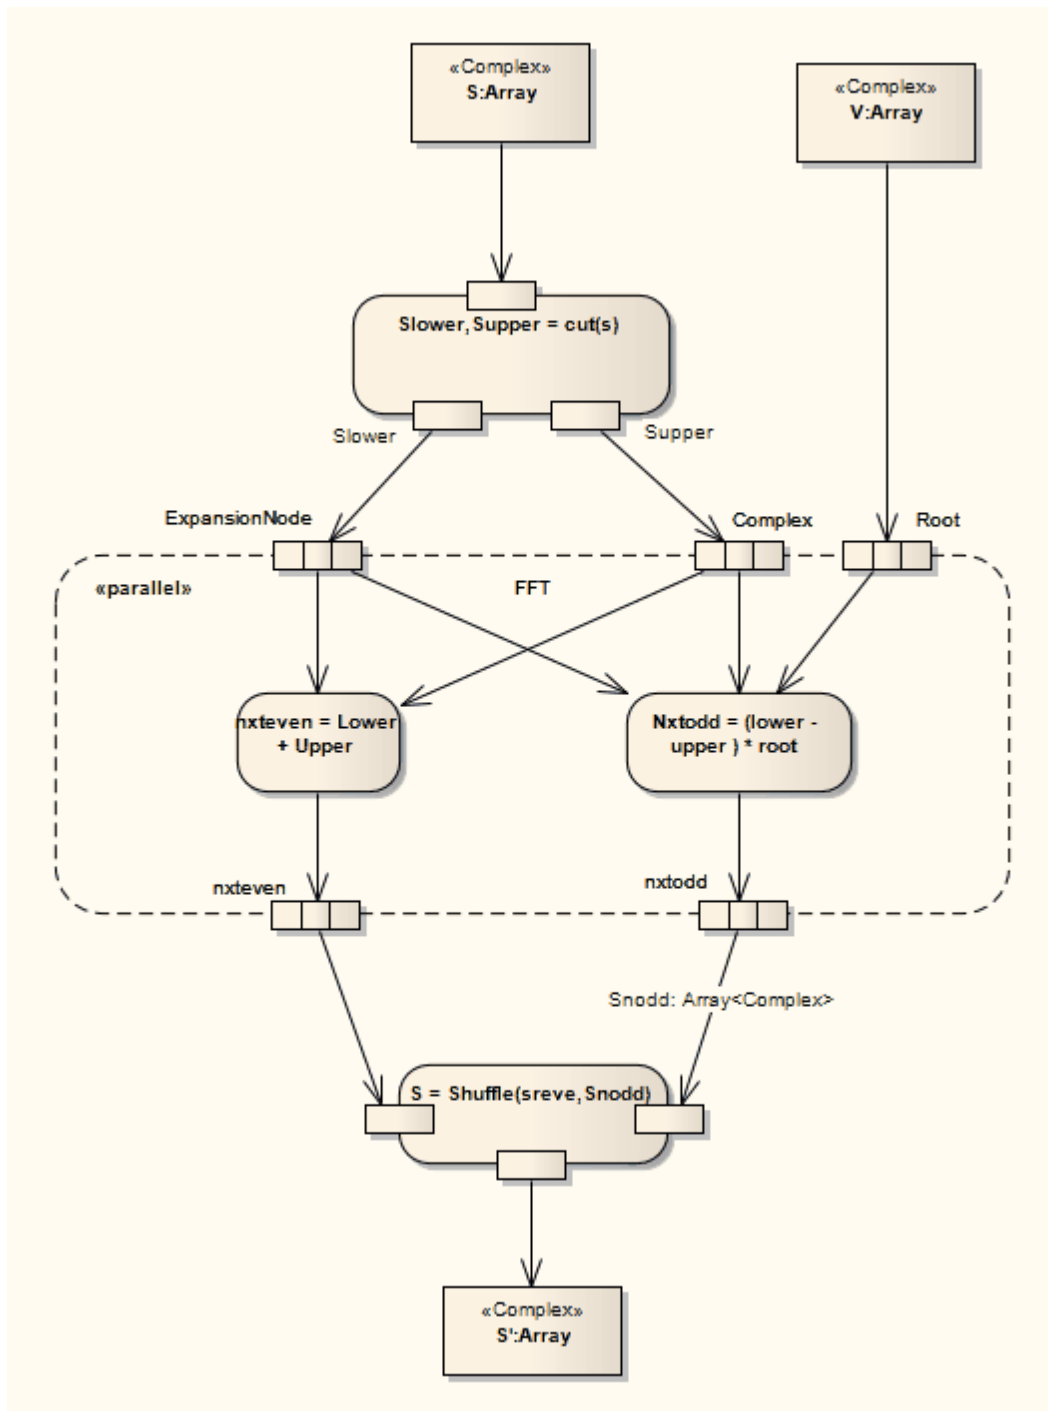 «Complex»
S:Array
«Complex»
V:Array
Slower,Supper = cut(s)
Slower
Supper
ExpansionNode
Complex
Root
«parallel»
FFT
nxteven = Lower
+ Upper
Nxtodd = (lower -
upper ) * root
nxteven
nxtodd
Snodd: Array<Complex>
S = Shuffle(sreve,Snodd)
«Complex»
S':Array